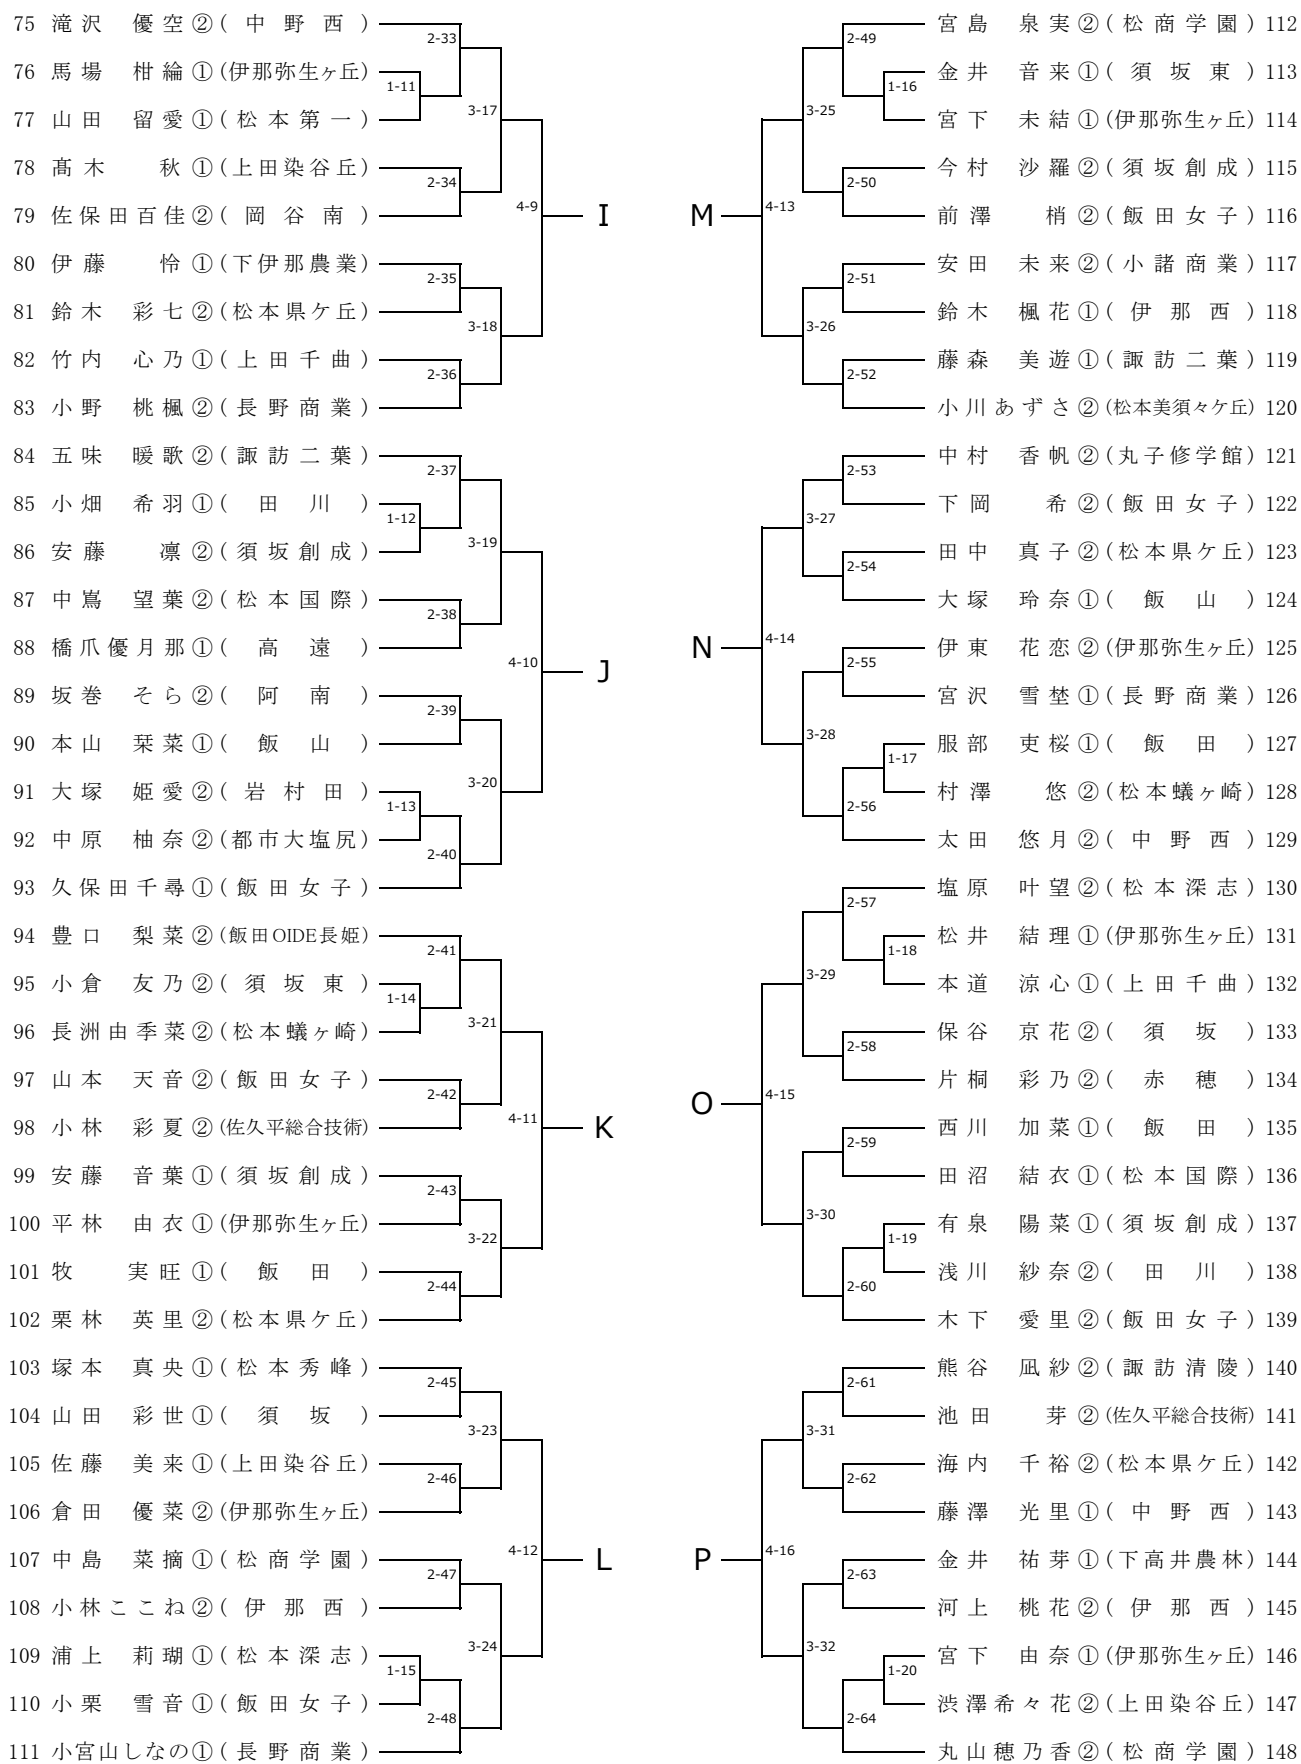 75 滝沢 優空②(中野西)
2-33
76 馬場 柑綸①(伊那弥生ヶ丘)
1-11
3-17
77 山田 留愛①(松本第一)
78 髙木 秋①(上田染谷丘)
2-34
79 佐保田百佳②(岡谷南)
4-9
I
80 伊藤 怜①(下伊那農業)
2-35
81 鈴木 彩七②(松本県ケ丘)
3-18
82 竹内 心乃①(上田千曲)
2-36
83 小野 桃楓②(長野商業)
84 五味 暖歌②(諏訪二葉)
2-37
85 小畑 希羽①(田川)
1-12
3-19
86 安藤 凛②(須坂創成)
87 中嶌 望葉②(松本国際)
2-38
88 橋爪優月那①(高遠)
4-10
J
89 坂巻 そら②(阿南)
2-39
90 本山 栞菜①(飯山)
3-20
91 大塚 姫愛②(岩村田)
1-13
92 中原 柚奈②(都市大塩尻)
2-40
93 久保田千尋①(飯田女子)
94 豊口 梨菜②(飯田OIDE長姫)
2-41
95 小倉 友乃②(須坂東)
1-14
3-21
96 長洲由季菜②(松本蟻ヶ崎)
97 山本 天音②(飯田女子)
2-42
98 小林 彩夏②(佐久平総合技術)
4-11
K
99 安藤 音葉①(須坂創成)
2-43
100 平林 由衣①(伊那弥生ヶ丘)
3-22
101 牧 実旺①(飯田)
2-44
102 栗林 英里②(松本県ケ丘)
103 塚本 真央①(松本秀峰)
2-45
104 山田 彩世①(須坂)
3-23
105 佐藤 美来①(上田染谷丘)
2-46
106 倉田 優菜②(伊那弥生ヶ丘)
4-12
L
107 中島 菜摘①(松商学園)
2-47
108 小林ここね②(伊那西)
3-24
109 浦上 莉瑚①(松本深志)
1-15
110 小栗 雪音①(飯田女子)
2-48
111 小宮山しなの①(長野商業)
宮島 泉実②(松商学園) 112
2-49
金井 音来①(須坂東) 113
1-16
3-25
宮下 未結①(伊那弥生ヶ丘) 114
今村 沙羅②(須坂創成) 115
2-50
前澤 梢②(飯田女子) 116
M
4-13
安田 未来②(小諸商業) 117
2-51
鈴木 楓花①(伊那西) 118
3-26
藤森 美遊①(諏訪二葉) 119
2-52
小川あずさ②(松本美須々ケ丘) 120
中村 香帆②(丸子修学館) 121
2-53
下岡 希②(飯田女子) 122
3-27
田中 真子②(松本県ケ丘) 123
2-54
大塚 玲奈①(飯山) 124
N
4-14
伊東 花恋②(伊那弥生ヶ丘) 125
2-55
宮沢 雪埜①(長野商業) 126
3-28
服部 吏桜①(飯田) 127
1-17
村澤 悠②(松本蟻ヶ崎) 128
2-56
太田 悠月②(中野西) 129
塩原 叶望②(松本深志) 130
2-57
松井 結理①(伊那弥生ヶ丘) 131
1-18
3-29
本道 涼心①(上田千曲) 132
保谷 京花②(須坂) 133
2-58
片桐 彩乃②(赤穂) 134
O
4-15
西川 加菜①(飯田) 135
2-59
田沼 結衣①(松本国際) 136
3-30
有泉 陽菜①(須坂創成) 137
1-19
浅川 紗奈②(田川) 138
2-60
木下 愛里②(飯田女子) 139
熊谷 凪紗②(諏訪清陵) 140
2-61
池田 芽②(佐久平総合技術) 141
3-31
海内 千裕②(松本県ケ丘) 142
2-62
藤澤 光里①(中野西) 143
P
4-16
金井 祐芽①(下高井農林) 144
2-63
河上 桃花②(伊那西) 145
3-32
宮下 由奈①(伊那弥生ヶ丘) 146
1-20
渋澤希々花②(上田染谷丘) 147
2-64
丸山穂乃香②(松商学園) 148